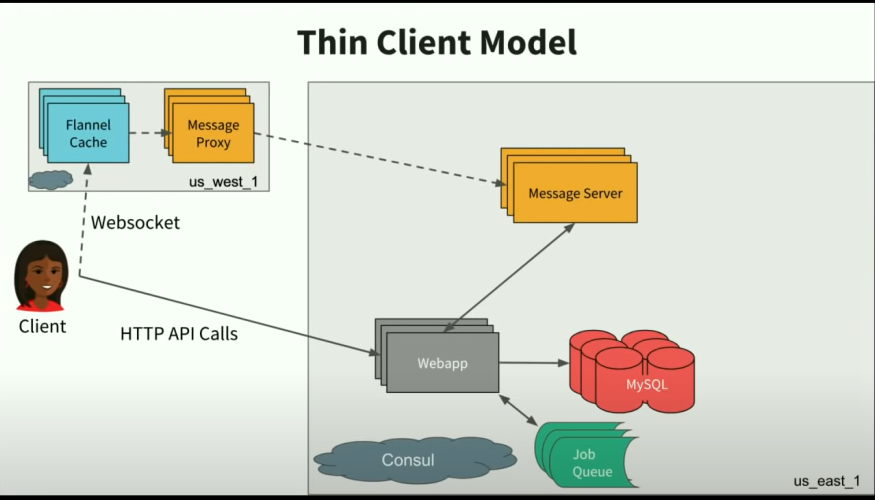 Thin Client Model
Flannel
Cache
Message
Proxy
us_west_1
Message Server
Websocket
Client
HTTP API Calls
Webapp
MySQL
Consul
Job
Queue
us_east_1